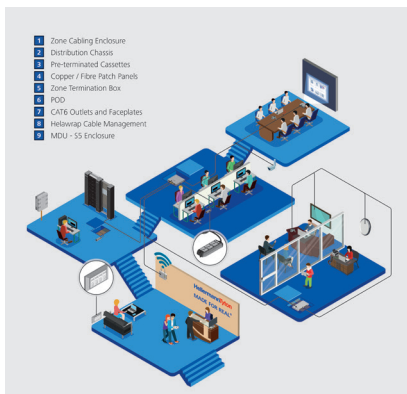 1 Zone Cabling Enclosure
2 Distribution Chassis
3 Pre-terminated Cassettes
4 Copper / Fibre Patch Panels
5 Zone Termination Box
6 POD
7 CAT6 Outlets and Faceplates
8 Helawrap Cable Management
9 MDU - S5 Enclosure
HellermannTyton
MADE FOR REAL®